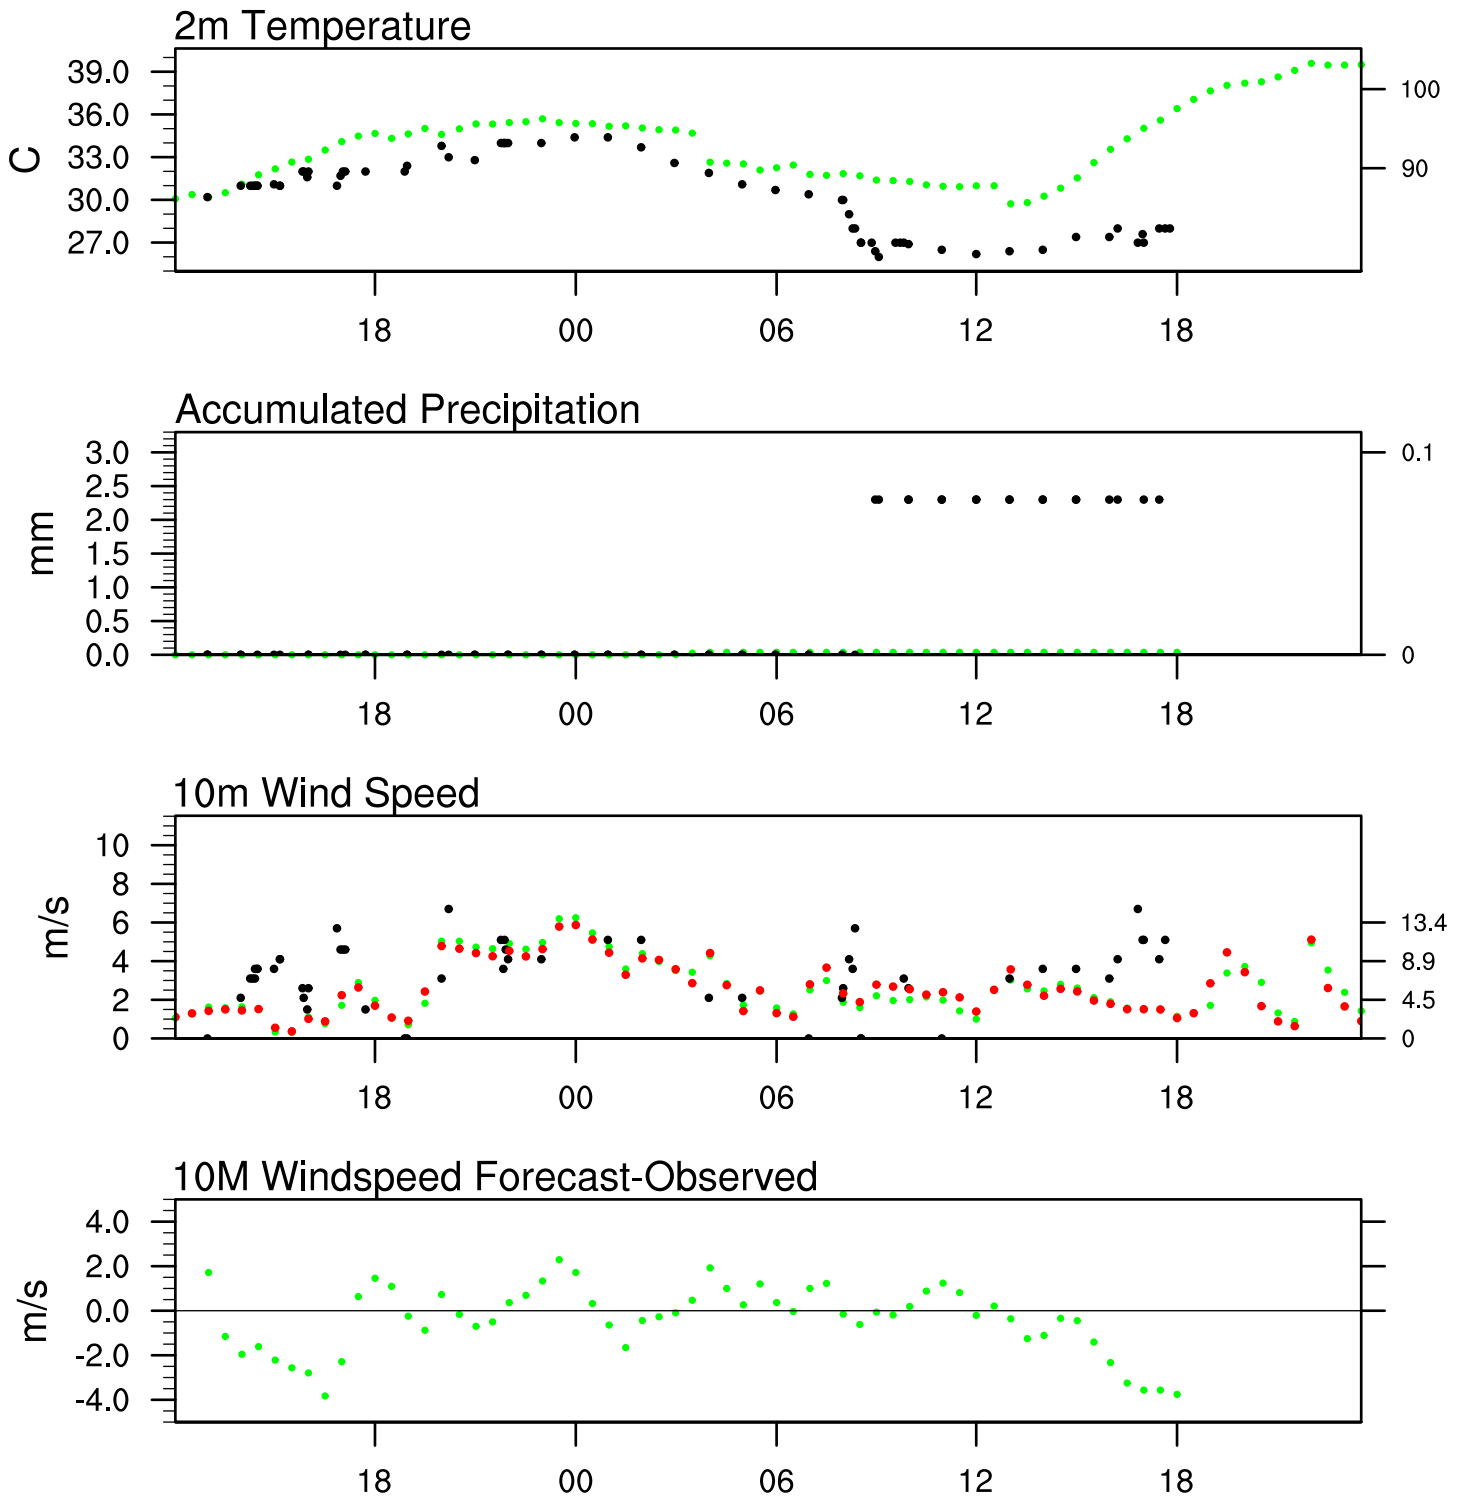 2m Temperature
39.0
36.0
33.0
30.0
27.0
C
100
90
18 00 06 12 18
Accumulated Precipitation
3.0
2.5
2.0
1.5
1.0
0.5
0.0
mm
0.1
0
18 00 06 12 18
10m Wind Speed
10
8
6
4
2
0
m/s
13.4
8.9
4.5
0
18 00 06 12 18
10M Windspeed Forecast-Observed
4.0
2.0
0.0
-2.0
-4.0
m/s
18 00 06 12 18